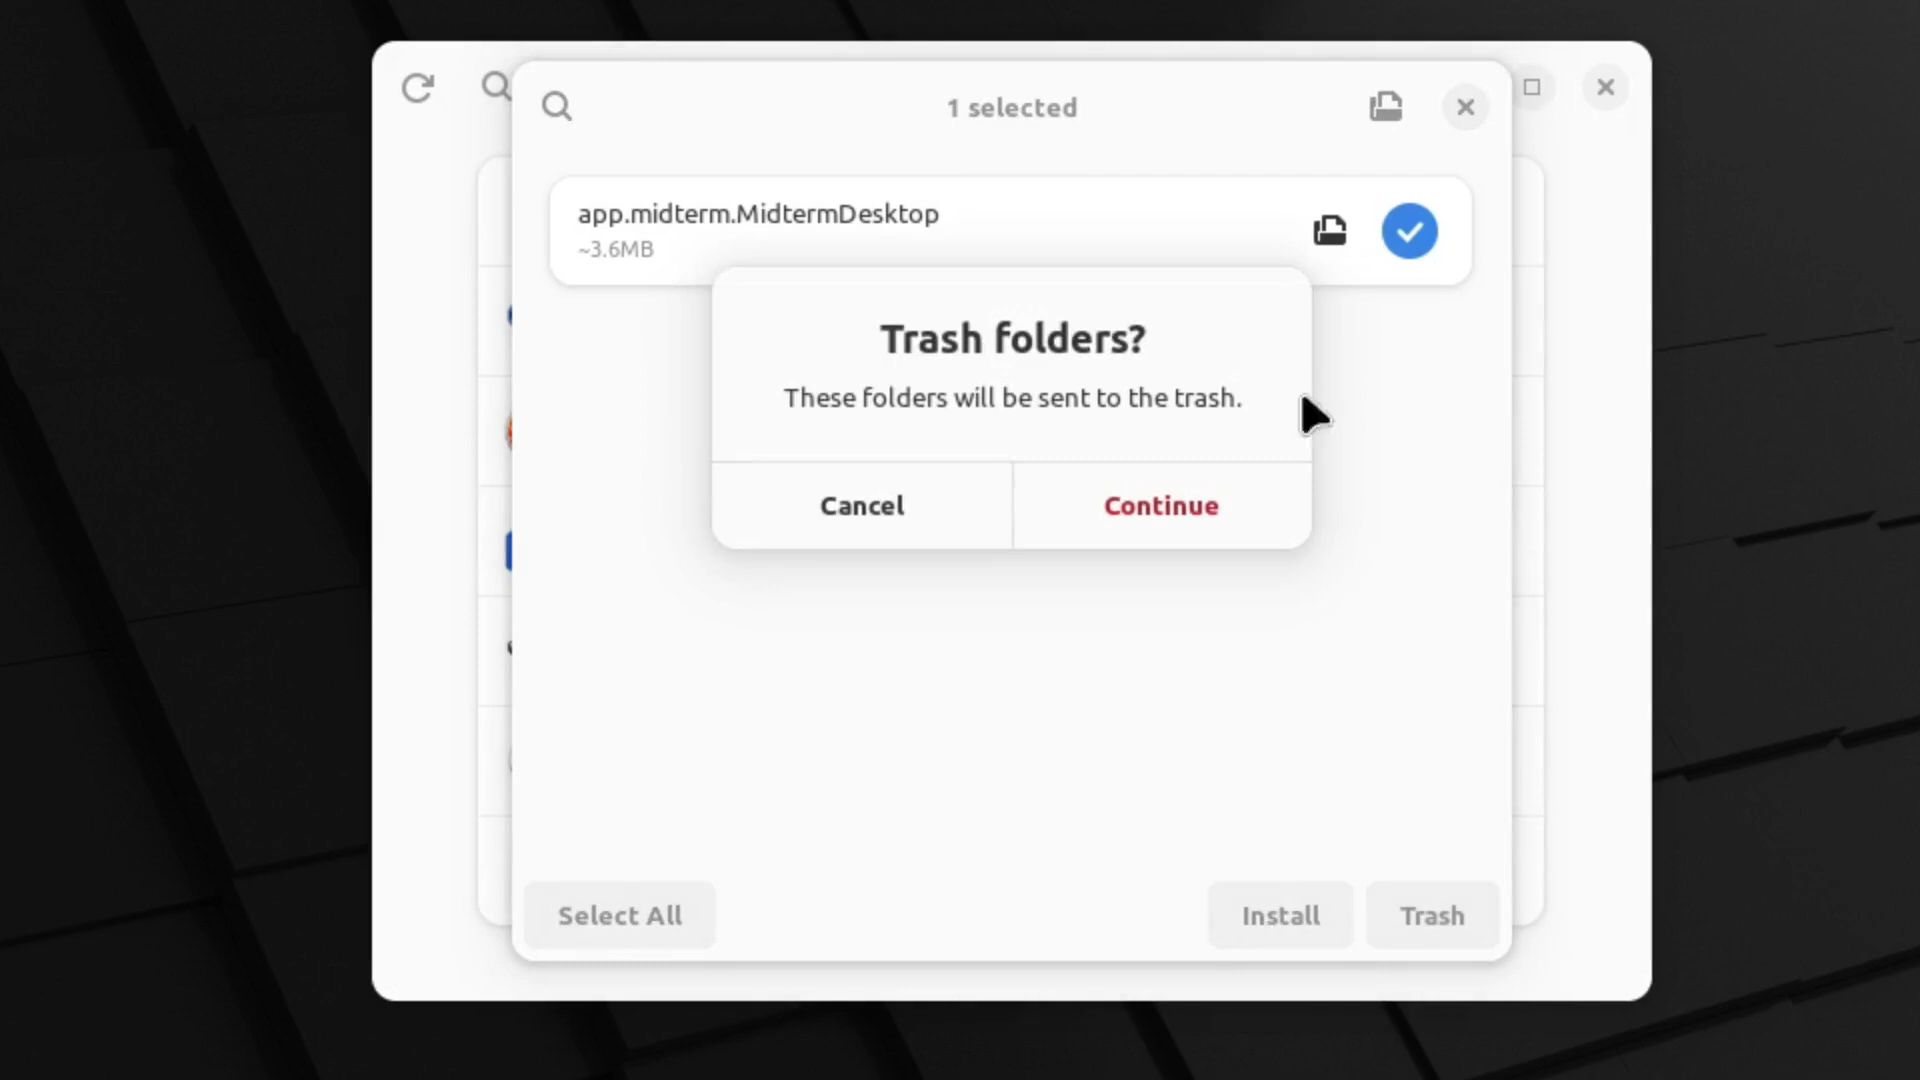 1 selected
app.midterm.MidtermDesktop
~3.6MB
Trash folders?
These folders will be sent to the trash.
Cancel
Continue
Select All
Install
Trash